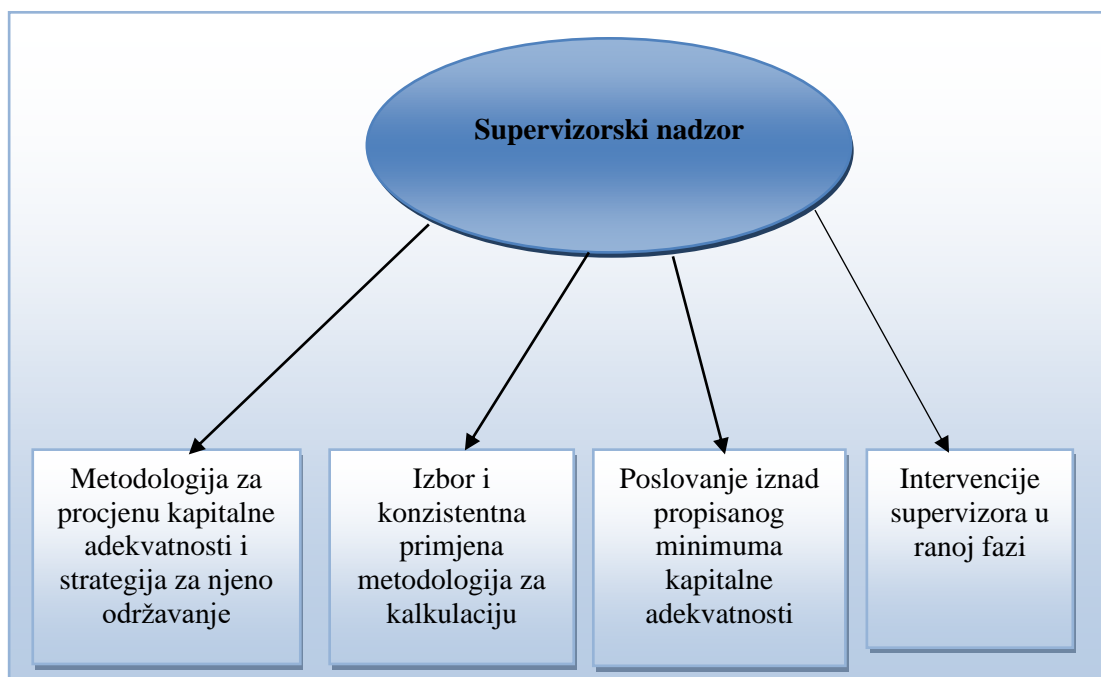 Supervizorski nadzor
Metodologija za
procjenu kapitalne
adekvatnosti i
strategija za njeno
održavanje
Izbor i
konzistentna
primjena
metodologija za
kalkulaciju
Poslovanje iznad
propisanog
minimuma
kapitalne
adekvatnosti
Intervencije
supervizora u
ranoj fazi